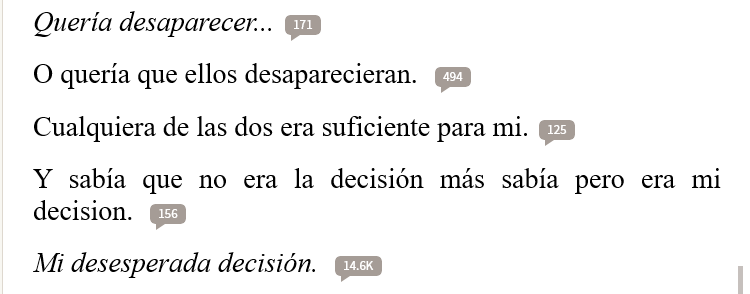 Quería desaparecer... 171
O quería que ellos desaparecieran. 494
Cualquiera de las dos era suficiente para mi. 125
Y sabía que no era la decisión más sabía pero era mi
decision. 156
Mi desesperada decisión. 14.6K